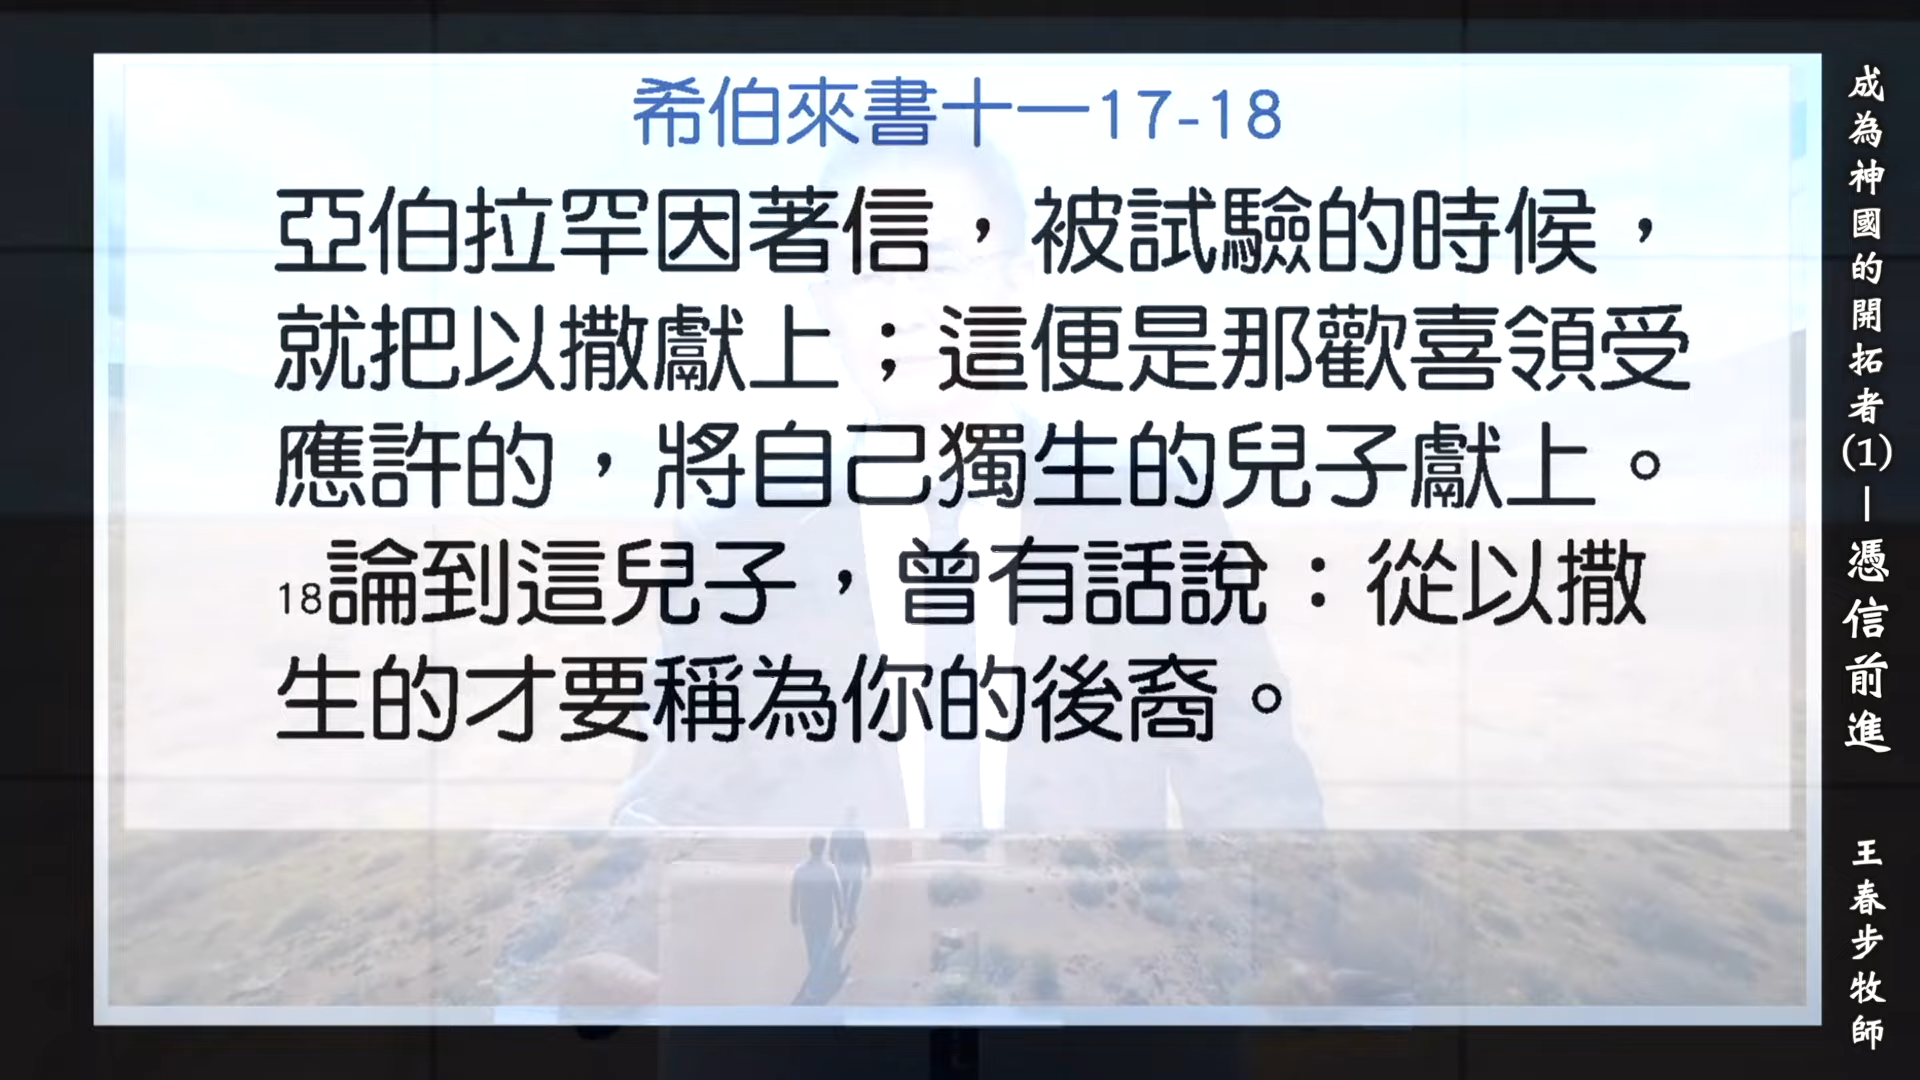 希伯來書十一17-18
亞伯拉罕因著信，被試驗的時候，
就把以撒獻上；這便是那歡喜領受
應許的，將自己獨生的兒子獻上。
18論到這兒子，曾有話說：從以撒
生的才要稱為你的後裔。
成為神國的開拓者(1)—憑信前進
王春步牧師